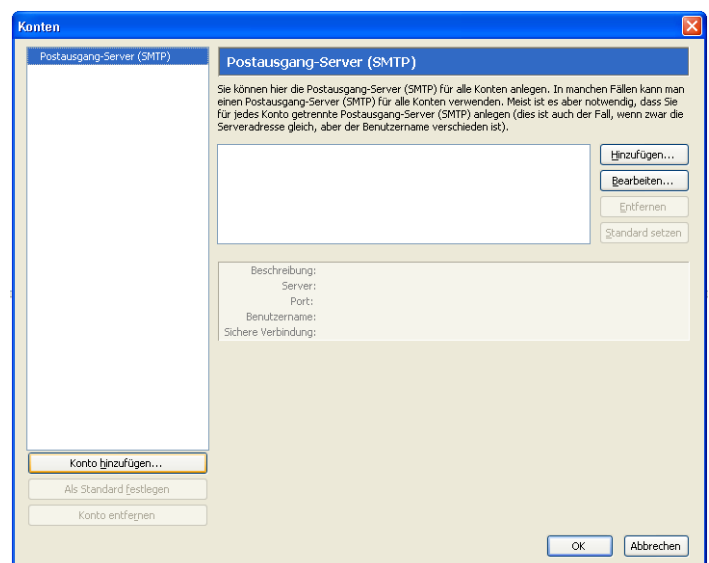 Konten
Postausgang-Server (SMTP)
Postausgang-Server (SMTP)
Sie können hier die Postausgang-Server (SMTP) für alle Konten anlegen. In manchen Fällen kann man
einen Postausgang-Server (SMTP) für alle Konten verwenden. Meist ist es aber notwendig, dass Sie
für jedes Konto getrennte Postausgang-Server (SMTP) anlegen (dies ist auch der Fall, wenn zwar die
Serveradresse gleich, aber der Benutzername verschieden ist).
Hinzufügen...
Bearbeiten...
Entfernen
Standard setzen
Beschreibung:
Server:
Port:
Benutzername:
Sichere Verbindung:
Konto hinzufügen...
Als Standard festlegen
Konto entfernen
OK
Abbrechen